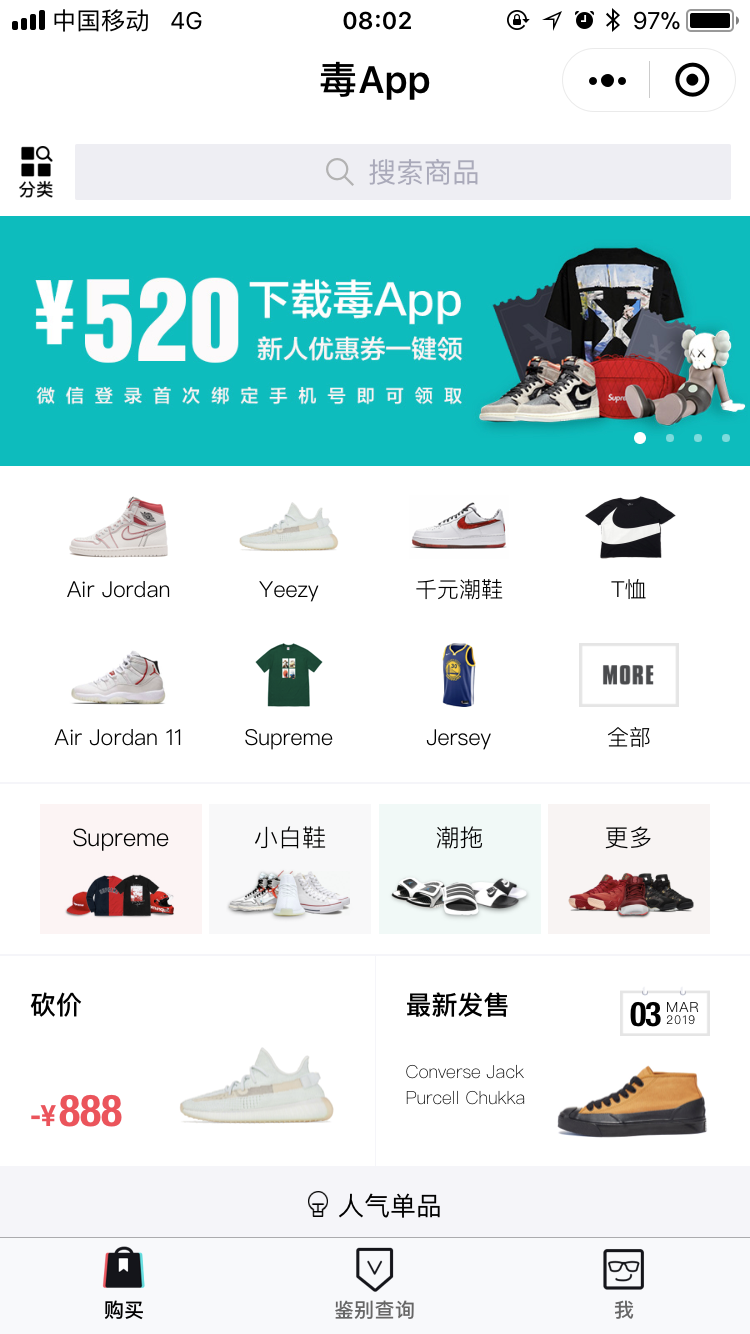 中国移动 4G 08:02 97%
毒App
分类
搜索商品
¥520 下载毒App
新人优惠券一键领
微信登录首次绑定手机号即可领取
Air Jordan Yeezy 千元潮鞋 T恤
MORE
Air Jordan 11 Supreme Jersey 全部
Supreme 小白鞋 潮拖 更多
砍价
-¥888
最新发售
03 MAR 2019
Converse Jack
Purcell Chukka
人气单品
购买 鉴别查询 我